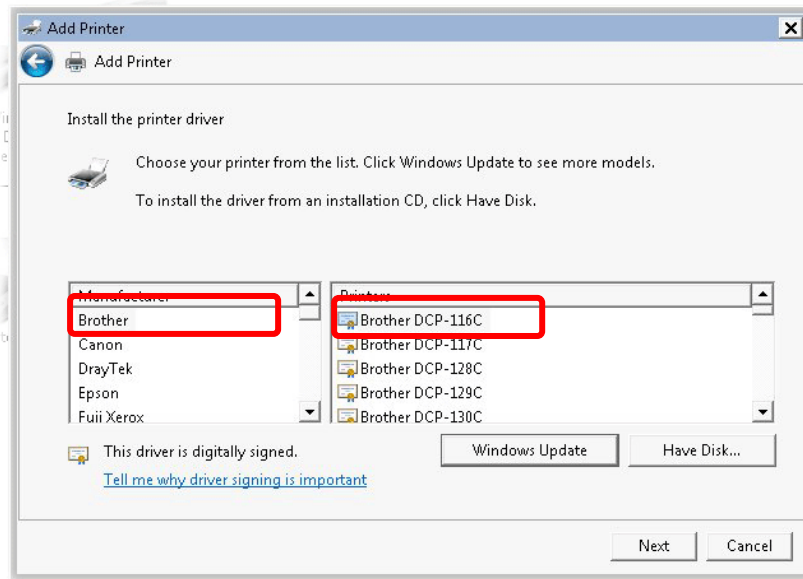 Add Printer
Add Printer
Install the printer driver
Choose your printer from the list. Click Windows Update to see more models.
To install the driver from an installation CD, click Have Disk.
Manufacturer
Printers
Brother
Brother DCP-116C
Canon
Brother DCP-117C
DrayTek
Brother DCP-128C
Epson
Brother DCP-129C
Fuji Xerox
Brother DCP-130C
This driver is digitally signed.
Windows Update
Have Disk...
Tell me why driver signing is important
Next
Cancel